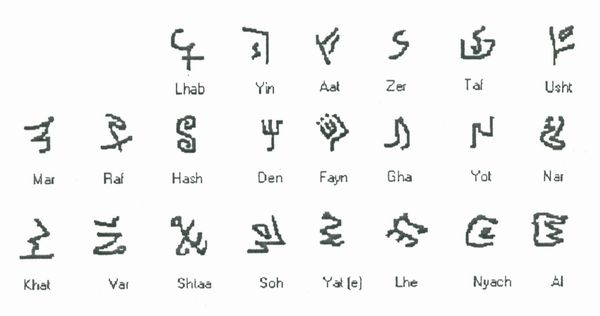 Lhab Yin Aat Zer Taf Usht
Mar Raf Hash Den Fayn Gha Yot Nar
Khat Var Shtaa Soh Yat (e) Lhe Nyach Al